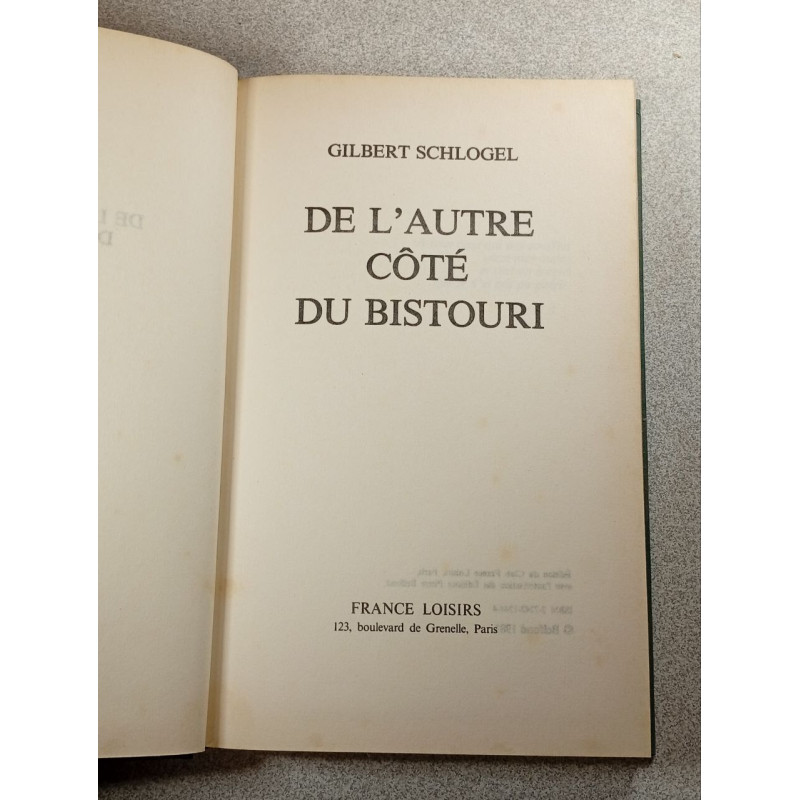 GILBERT SCHLOGEL
DE L'AUTRE
CÔTÉ
DU BISTOURI
FRANCE LOISIRS
123, boulevard de Grenelle, Paris